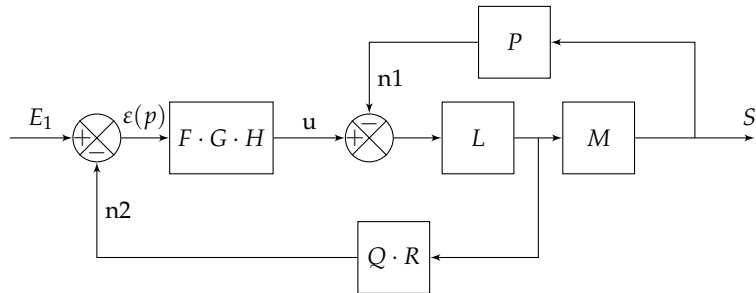 P
n1
E₁
ε(p)
F · G · H
u
L
M
S
+
−
+
−
n2
Q · R